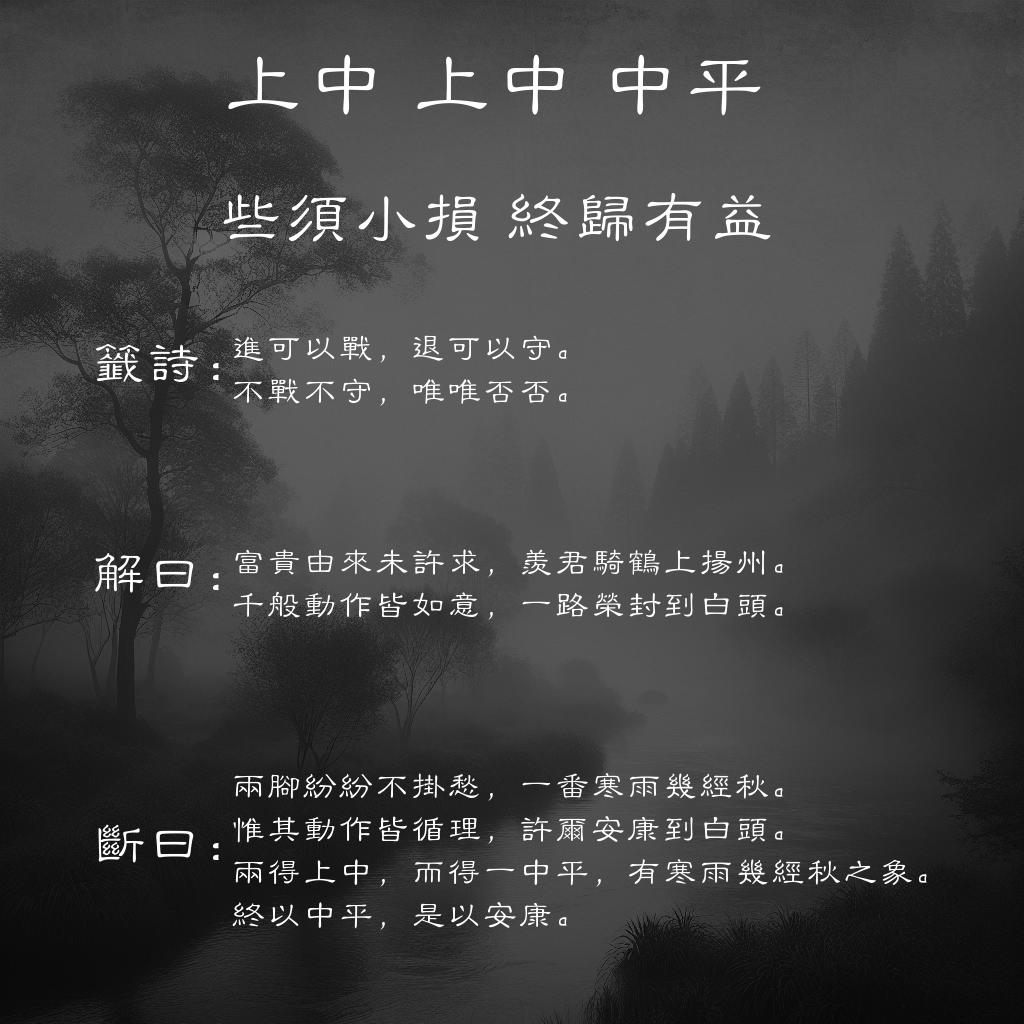 上中 上中 中平
些須小損 終歸有益
籤詩：
進可以戰，退可以守。
不戰不守，唯唯否否。
解曰：
富貴由來未許求，羨君騎鶴上揚州。
千般動作皆如意，一路榮封到白頭。
斷曰：
兩腳紛紛不掛愁，一番寒雨幾經秋。
惟其動作皆循理，許爾安康到白頭。
兩得上中，而得一中平，有寒雨幾經秋之象。
終以中平，是以安康。